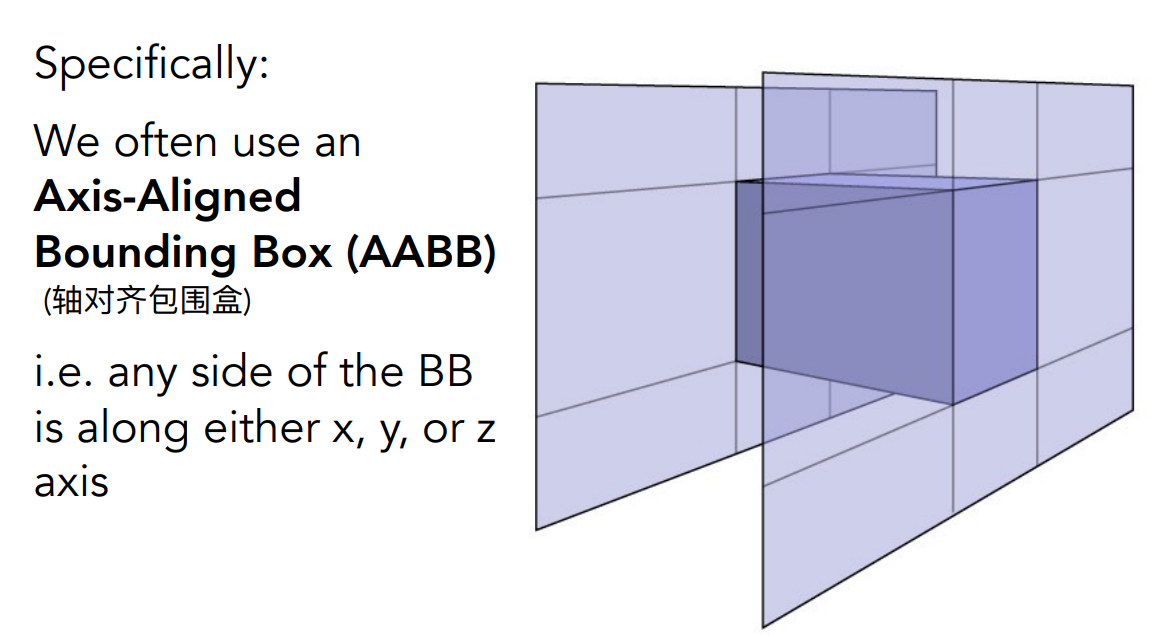 Specifically:
We often use an
Axis-Aligned
Bounding Box (AABB)
(轴对齐包围盒)
i.e. any side of the BB
is along either x, y, or z
axis